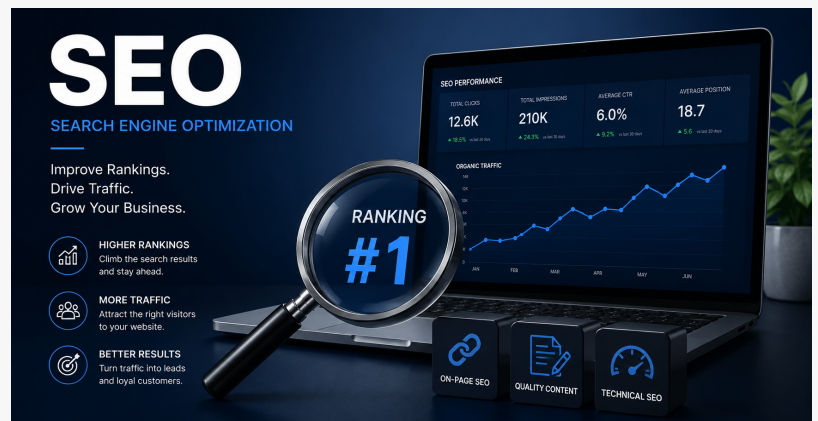 SEO
SEARCH ENGINE OPTIMIZATION
Improve Rankings.
Drive Traffic.
Grow Your Business.
HIGHER RANKINGS
Climb the search results
and stay ahead.
MORE TRAFFIC
Attract the right visitors
to your website.
BETTER RESULTS
Turn traffic into leads
and loyal customers.
RANKING
#1
SEO PERFORMANCE
TOTAL CLICKS
12.6K
▲ 18.6%
TOTAL IMPRESSIONS
210K
▲ 24.3%
AVERAGE CTR
6.0%
▲ 9.2%
AVERAGE POSITION
18.7
▲ 5.6
ORGANIC TRAFFIC
JAN FEB MAR APR MAY JUN
ON-PAGE SEO
QUALITY CONTENT
TECHNICAL SEO